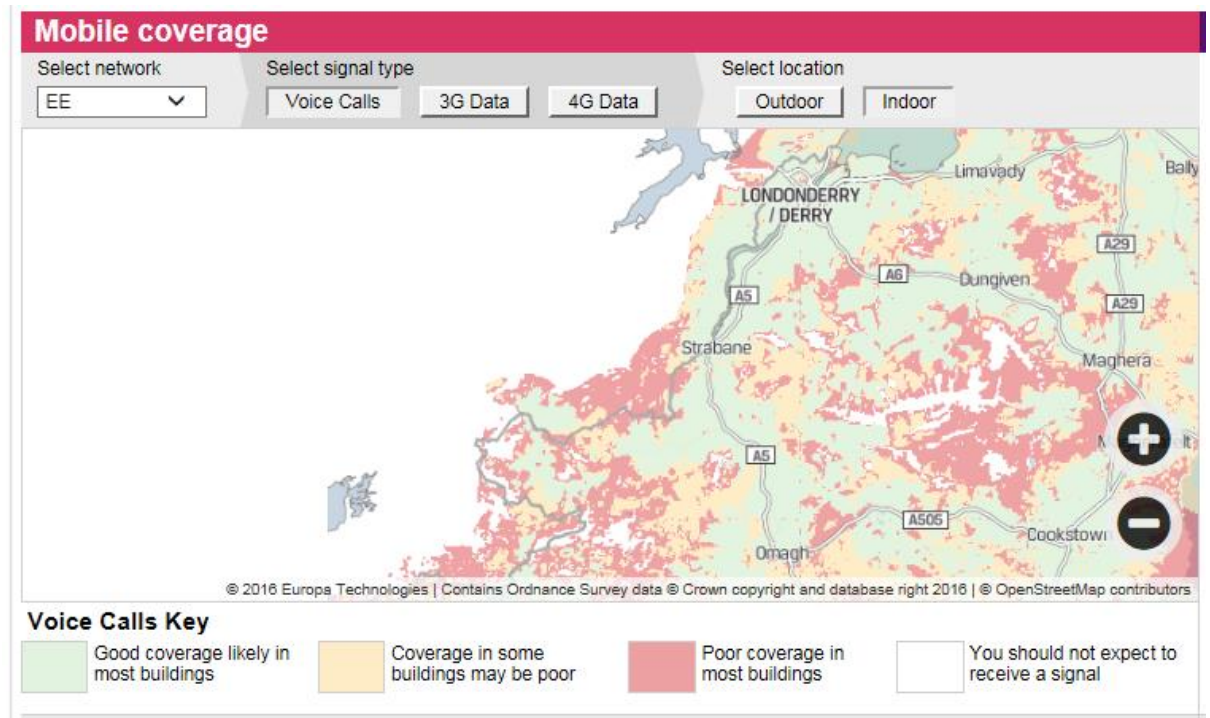 Mobile coverage
Select network
Select signal type
Select location
EE
Voice Calls
3G Data
4G Data
Outdoor
Indoor
Limavady
Bally
LONDONDERRY
/ DERRY
A29
A6
Dungiven
A5
A29
Strabane
Maghera
A5
A505
Cookstown
Omagh
© 2016 Europa Technologies | Contains Ordnance Survey data © Crown copyright and database right 2016 | © OpenStreetMap contributors
Voice Calls Key
Good coverage likely in
most buildings
Coverage in some
buildings may be poor
Poor coverage in
most buildings
You should not expect to
receive a signal